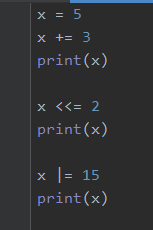 x = 5
x += 3
print(x)
x <<= 2
print(x)
x |= 15
print(x)